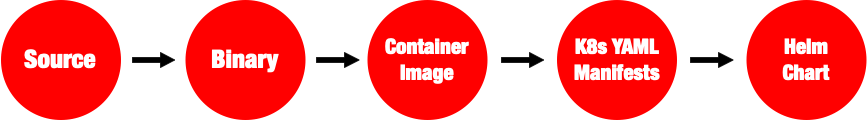 Source
Binary
Container
Image
K8s YAML
Manifests
Helm
Chart